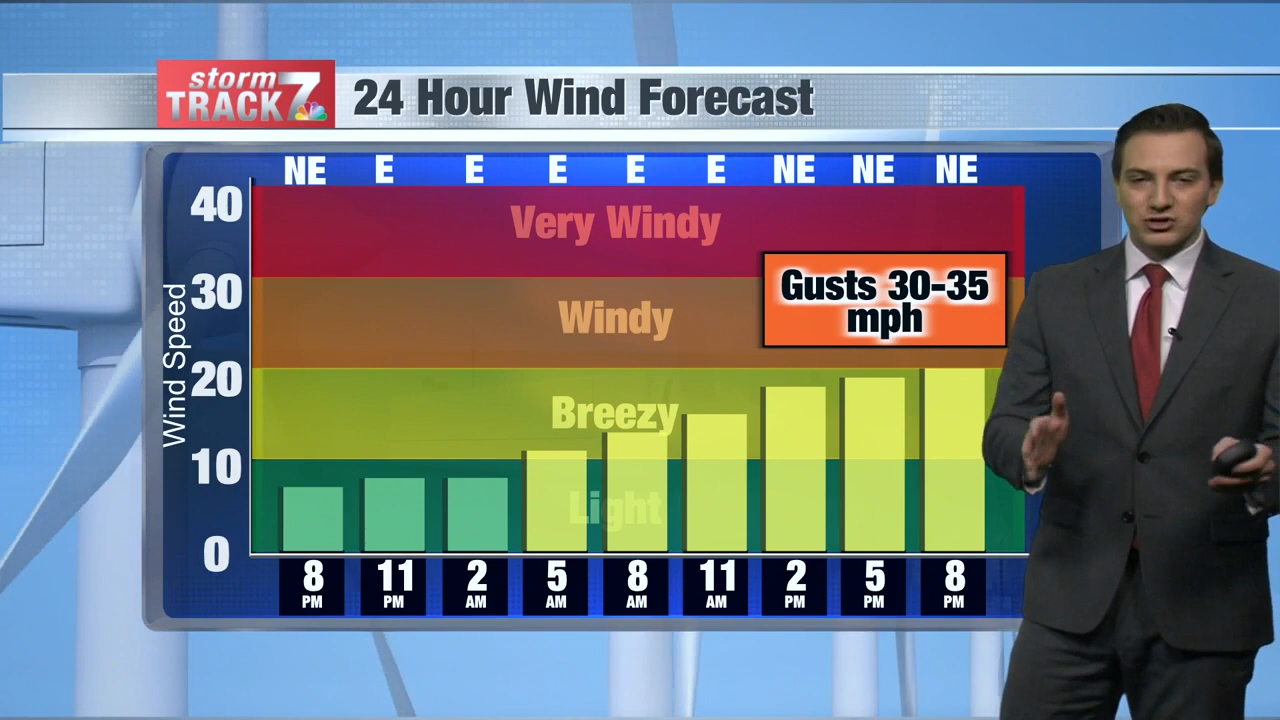 storm
TRACK 7
24 Hour Wind Forecast
NE E E E E E NE NE NE
40
30
20
10
0
Wind Speed
Very Windy
Windy
Breezy
Light
Gusts 30-35
mph
8 11 2 5 8 11 2 5 8
PM PM AM AM AM AM PM PM PM